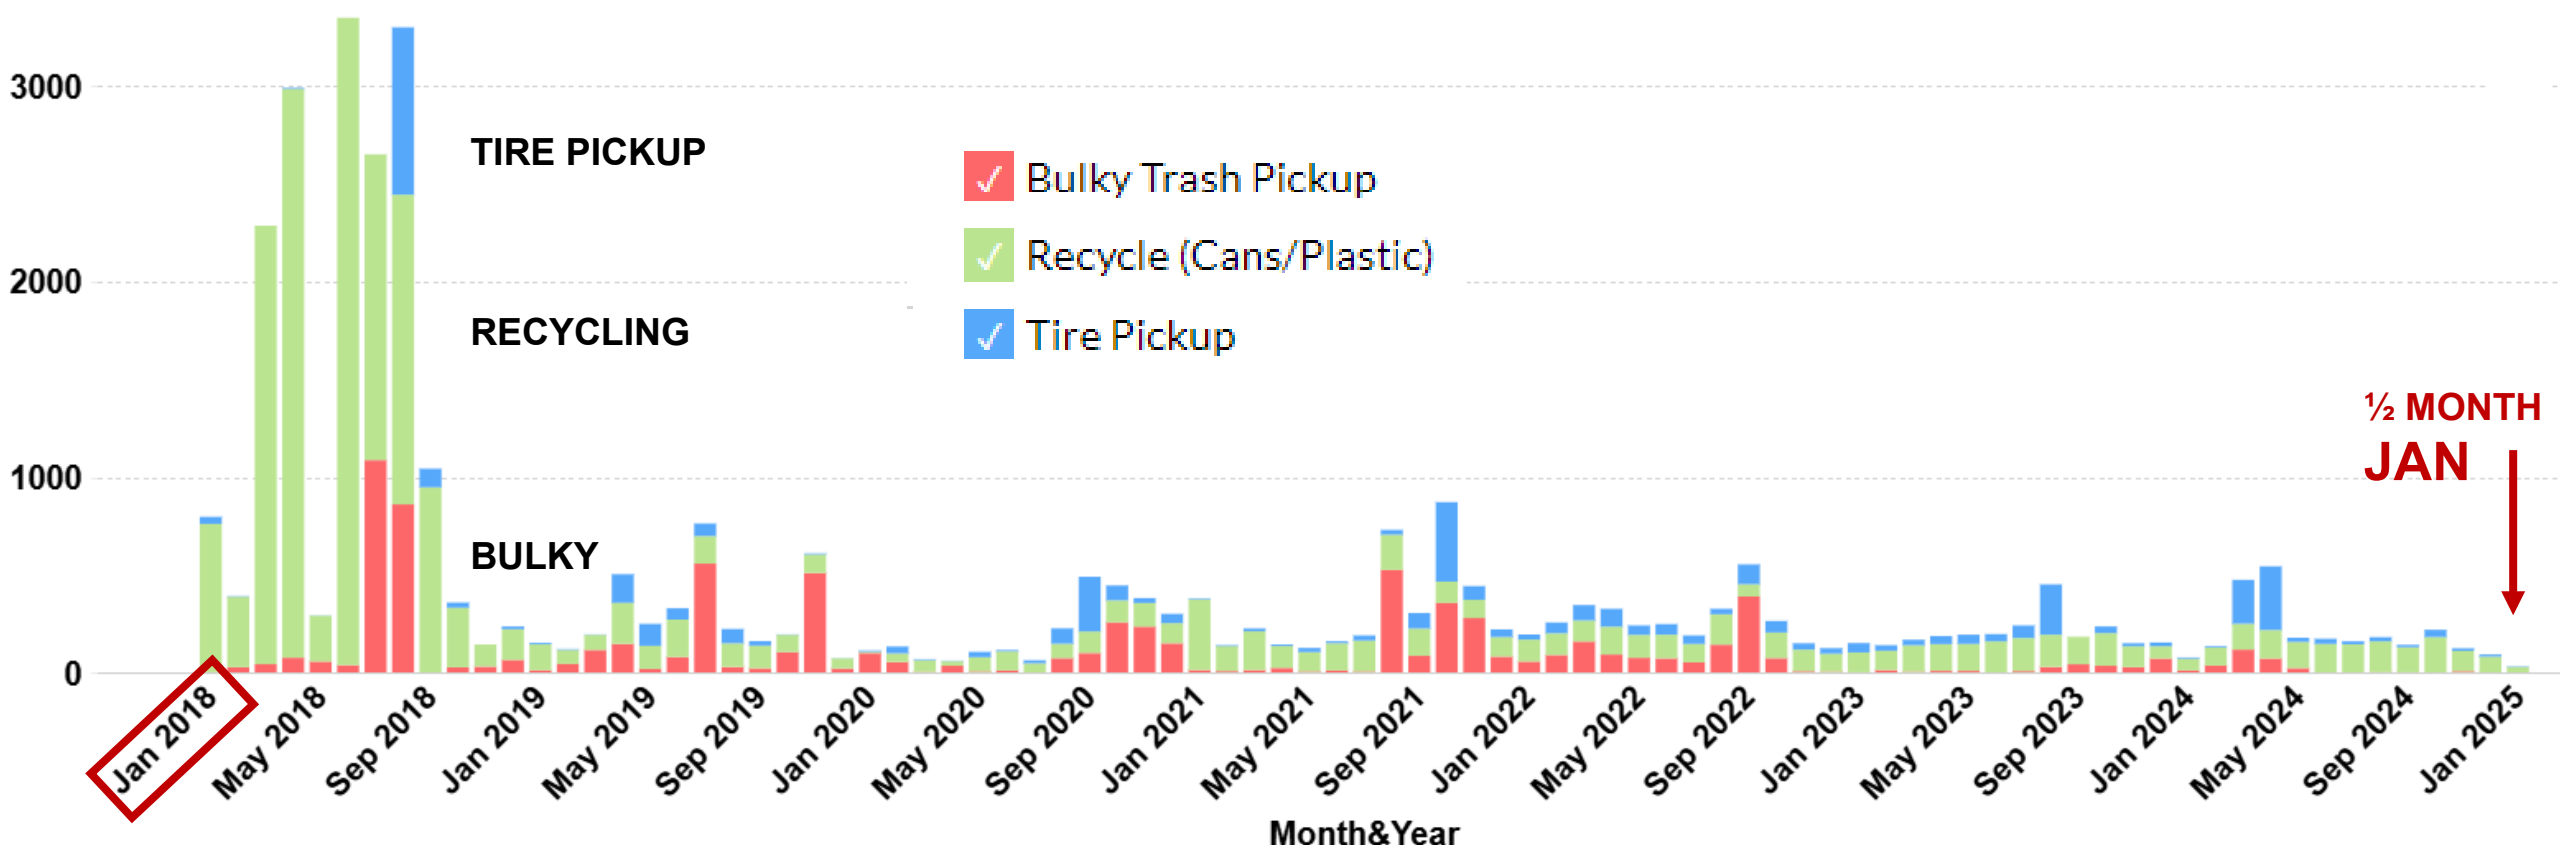 3000
2000
1000
0
TIRE PICKUP
RECYCLING
BULKY
✓ Bulky Trash Pickup
✓ Recycle (Cans/Plastic)
✓ Tire Pickup
½ MONTH
JAN
Jan 2018
May 2018
Sep 2018
Jan 2019
May 2019
Sep 2019
Jan 2020
May 2020
Sep 2020
Jan 2021
May 2021
Sep 2021
Jan 2022
May 2022
Sep 2022
Jan 2023
May 2023
Sep 2023
Jan 2024
May 2024
Sep 2024
Jan 2025
Month&Year